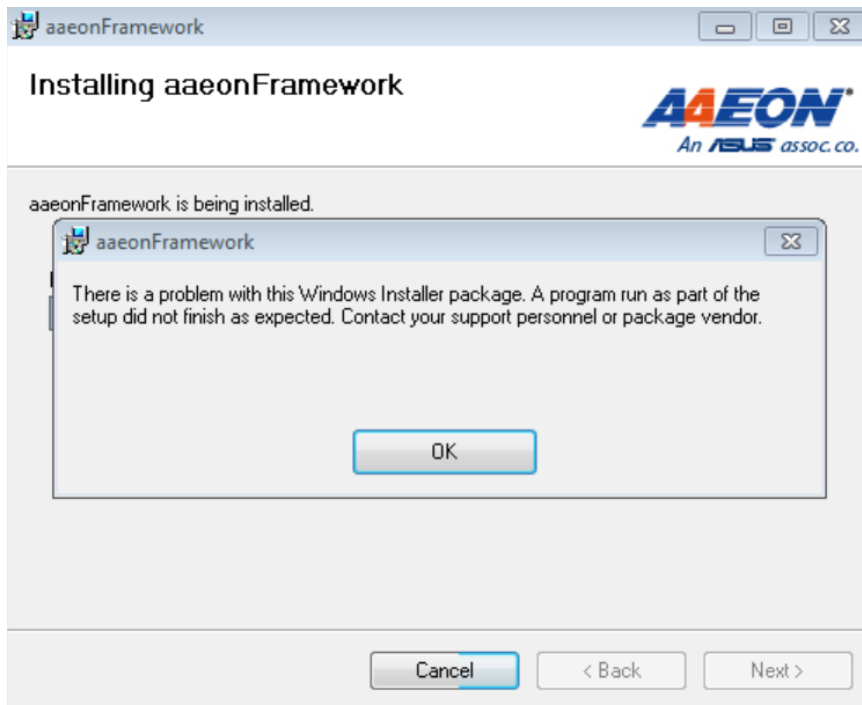 aaeonFramework
Installing aaeonFramework
AAEON
An ASUS assoc. co.
aaeonFramework is being installed.
aaeonFramework
There is a problem with this Windows Installer package. A program run as part of the
setup did not finish as expected. Contact your support personnel or package vendor.
OK
Cancel
< Back
Next >